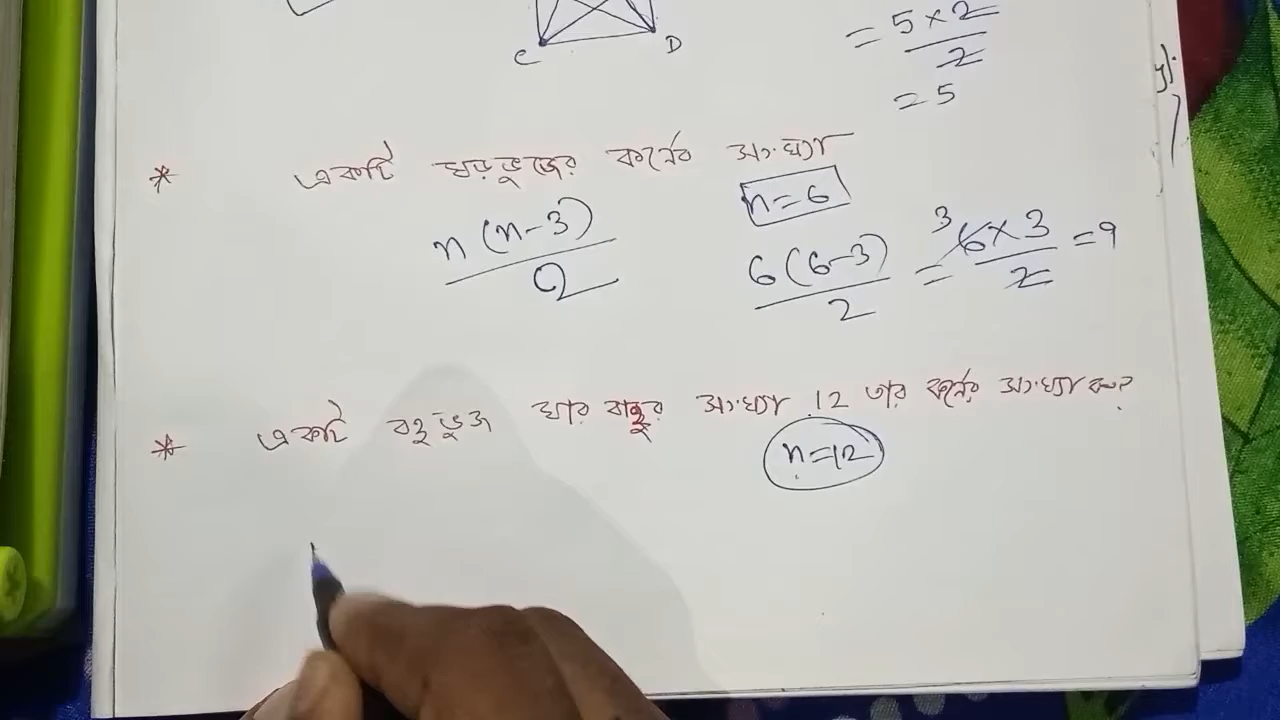 C D
= 5 × 2 / 2
= 5
* একটি ষড়ভুজের কর্নের সংখ্যা
n = 6
n (n - 3) / 2
6 (6 - 3) / 2 = 3 6 × 3 / 2 = 9
* একটি বহুভুজ যার বাহুর সংখ্যা 12 তার কর্নের সংখ্যা কত?
n = 12